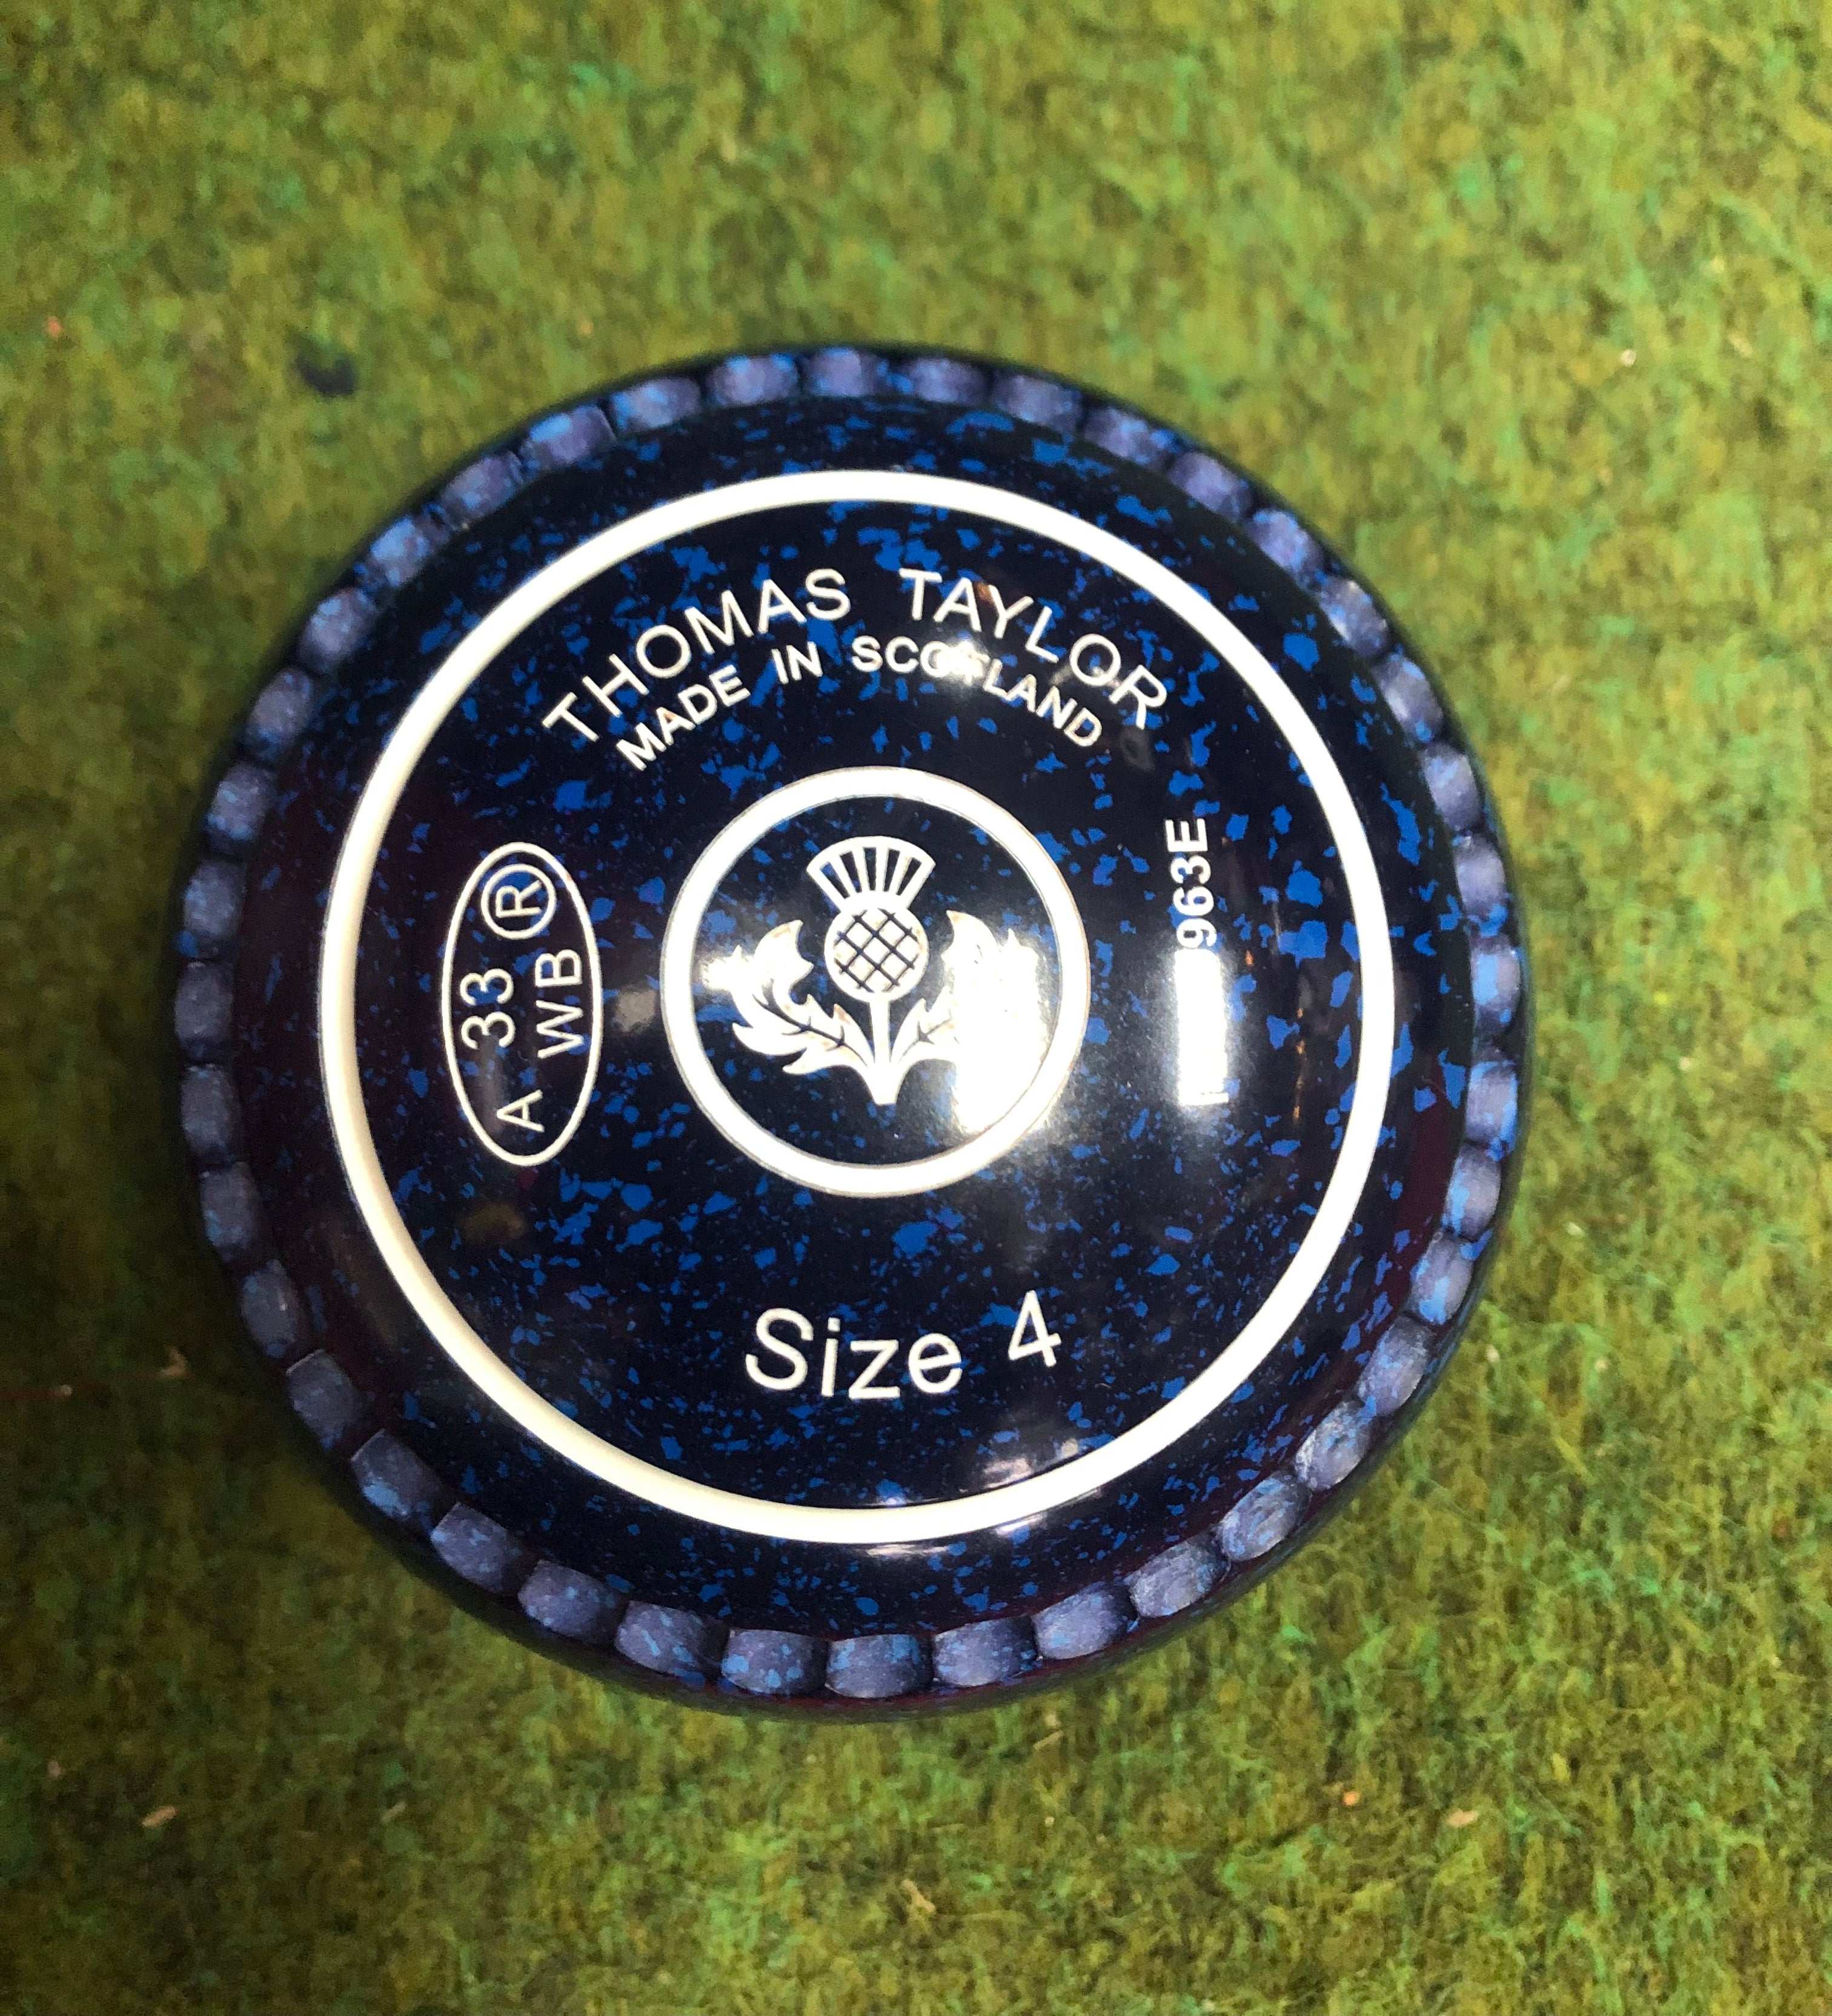 THOMAS TAYLOR
MADE IN SCOTLAND
A 33 R
WB
963E
Size 4